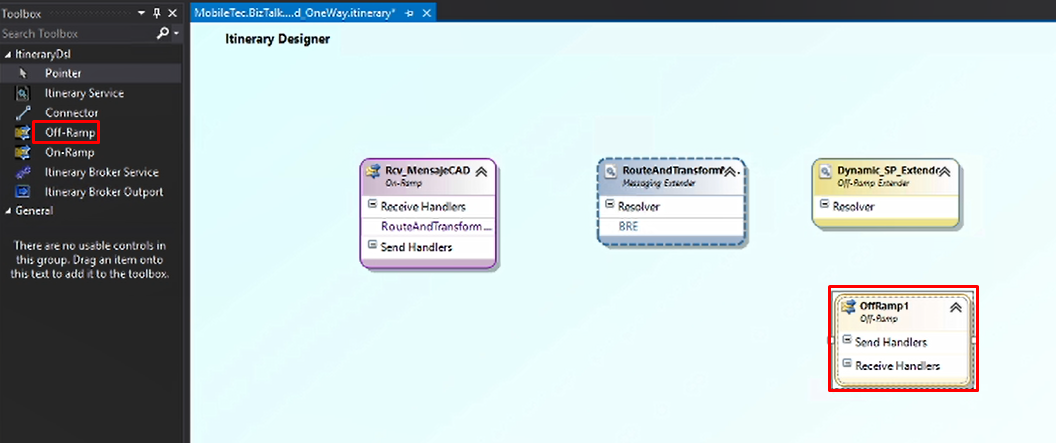 Toolbox
Search Toolbox
ItineraryDsl
Pointer
Itinerary Service
Connector
Off-Ramp
On-Ramp
Itinerary Broker Service
Itinerary Broker Outport
General
There are no usable controls in
this group. Drag an item onto
this text to add it to the toolbox.
MobileTec.BizTalk....d_OneWay.itinerary*
Itinerary Designer
Rcv_MensajeCAD
On-Ramp
Receive Handlers
RouteAndTransform...
Send Handlers
RouteAndTransform...
Messaging Extender
Resolver
BRE
Dynamic_SP_Extender
Off-Ramp Extender
Resolver
OffRamp1
Off-Ramp
Send Handlers
Receive Handlers